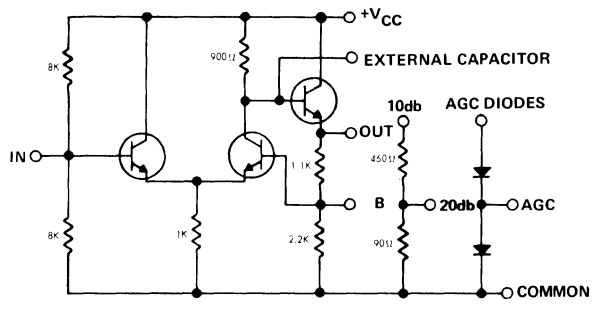 +VCC
8K
900Ω
EXTERNAL CAPACITOR
10db
AGC DIODES
OUT
IN
1.1K
460Ω
B
20db
AGC
8K
1K
2.2K
90Ω
COMMON